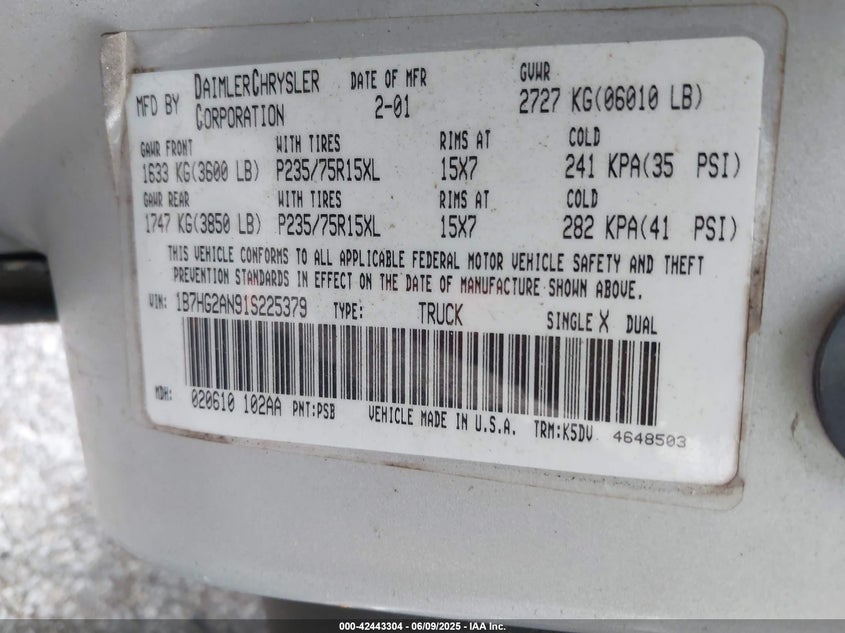 MFD BY DAIMLERCHRYSLER CORPORATION DATE OF MFR 2-01 GVWR 2727 KG(06010 LB)
GAWR FRONT WITH TIRES RIMS AT COLD
1633 KG(3600 LB) P235/75R15XL 15X7 241 KPA(35 PSI)
GAWR REAR WITH TIRES RIMS AT COLD
1747 KG(3850 LB) P235/75R15XL 15X7 282 KPA(41 PSI)
THIS VEHICLE CONFORMS TO ALL APPLICABLE FEDERAL MOTOR VEHICLE SAFETY AND THEFT
PREVENTION STANDARDS IN EFFECT ON THE DATE OF MANUFACTURE SHOWN ABOVE.
VIN: 1B7HG2AN91S225379 TYPE: TRUCK SINGLE X DUAL
MDH: 020610 102AA PNT:PSB VEHICLE MADE IN U.S.A. TRM:K5DV 4648503
000-42443304 | 06/09/2025 - IAA Inc.